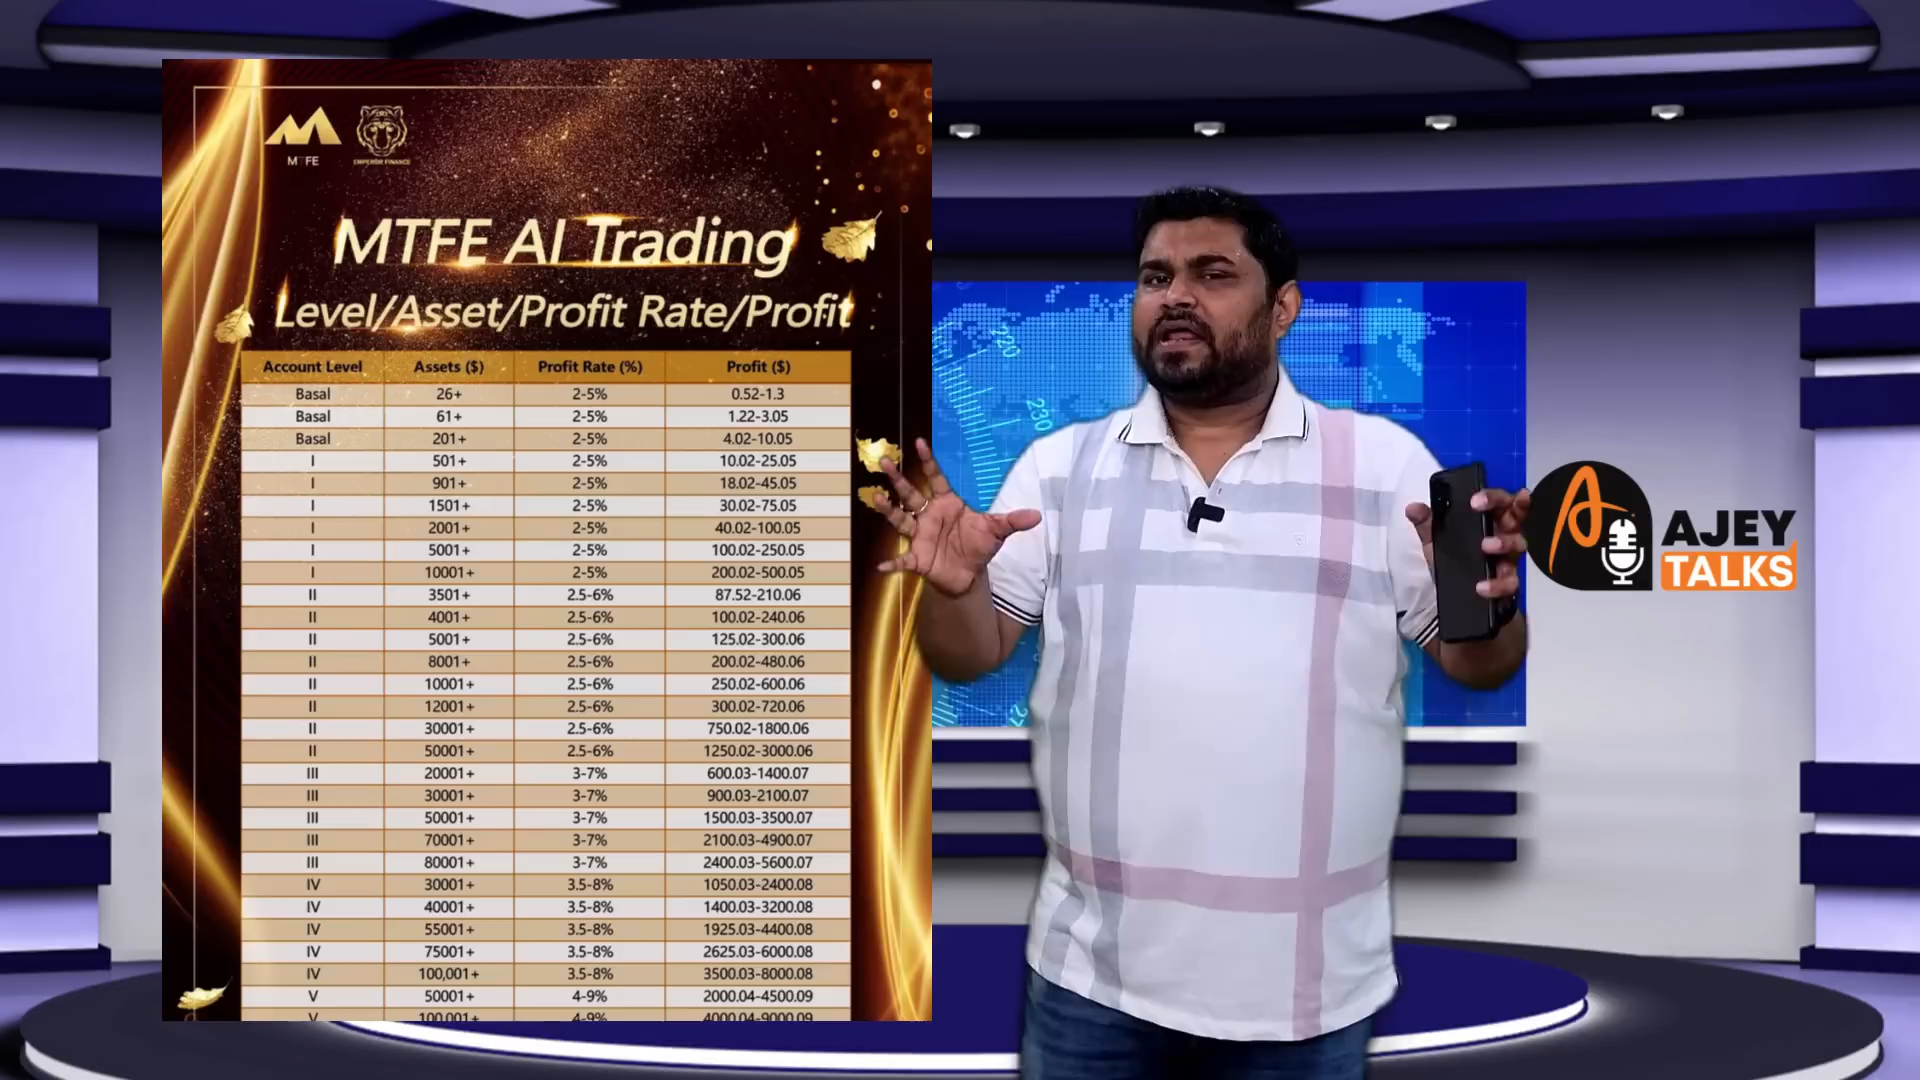 MTFE
EMPEROR FINANCE
MTFE AI Trading
Level/Asset/Profit Rate/Profit
Account Level Assets ($) Profit Rate (%) Profit ($)
Basal 26+ 2-5% 0.52-1.3
Basal 61+ 2-5% 1.22-3.05
Basal 201+ 2-5% 4.02-10.05
I 501+ 2-5% 10.02-25.05
I 901+ 2-5% 18.02-45.05
I 1501+ 2-5% 30.02-75.05
I 2001+ 2-5% 40.02-100.05
I 5001+ 2-5% 100.02-250.05
I 10001+ 2-5% 200.02-500.05
II 3501+ 2.5-6% 87.52-210.06
II 4001+ 2.5-6% 100.02-240.06
II 5001+ 2.5-6% 125.02-300.06
II 8001+ 2.5-6% 200.02-480.06
II 10001+ 2.5-6% 250.02-600.06
II 12001+ 2.5-6% 300.02-720.06
II 30001+ 2.5-6% 750.02-1800.06
II 50001+ 2.5-6% 1250.02-3000.06
III 20001+ 3-7% 600.03-1400.07
III 30001+ 3-7% 900.03-2100.07
III 50001+ 3-7% 1500.03-3500.07
III 70001+ 3-7% 2100.03-4900.07
III 80001+ 3-7% 2400.03-5600.07
IV 30001+ 3.5-8% 1050.03-2400.08
IV 40001+ 3.5-8% 1400.03-3200.08
IV 55001+ 3.5-8% 1925.03-4400.08
IV 75001+ 3.5-8% 2625.03-6000.08
IV 100,001+ 3.5-8% 3500.03-8000.08
V 50001+ 4-9% 2000.04-4500.09
V 100,001+ 4-9% 4000.04-9000.09
220
230
AJEY
TALKS